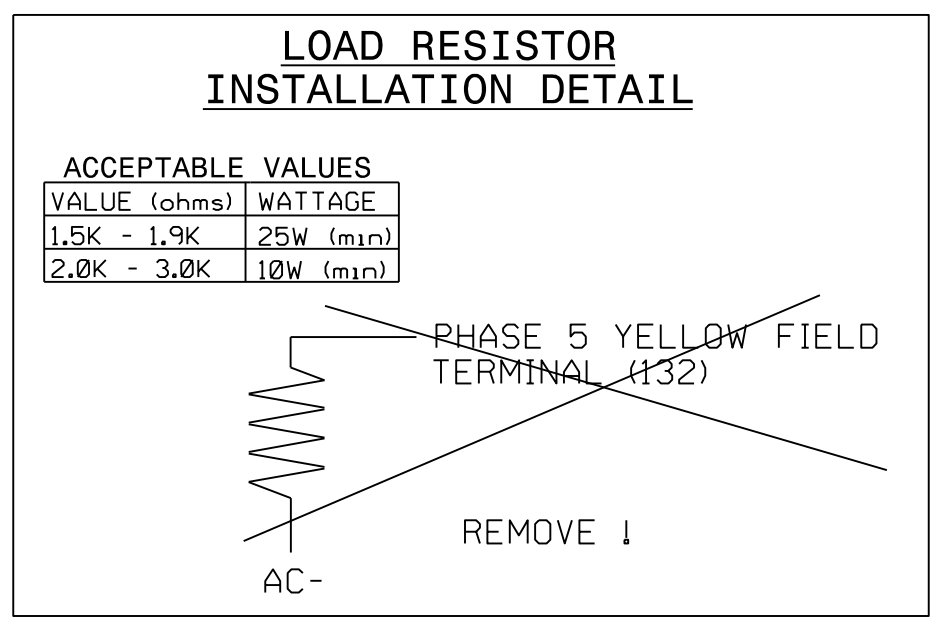 LOAD RESISTOR
INSTALLATION DETAIL
ACCEPTABLE VALUES
VALUE (ohms) WATTAGE
1.5K - 1.9K 25W (min)
2.0K - 3.0K 10W (min)
PHASE 5 YELLOW FIELD
TERMINAL (132)
REMOVE !
AC-